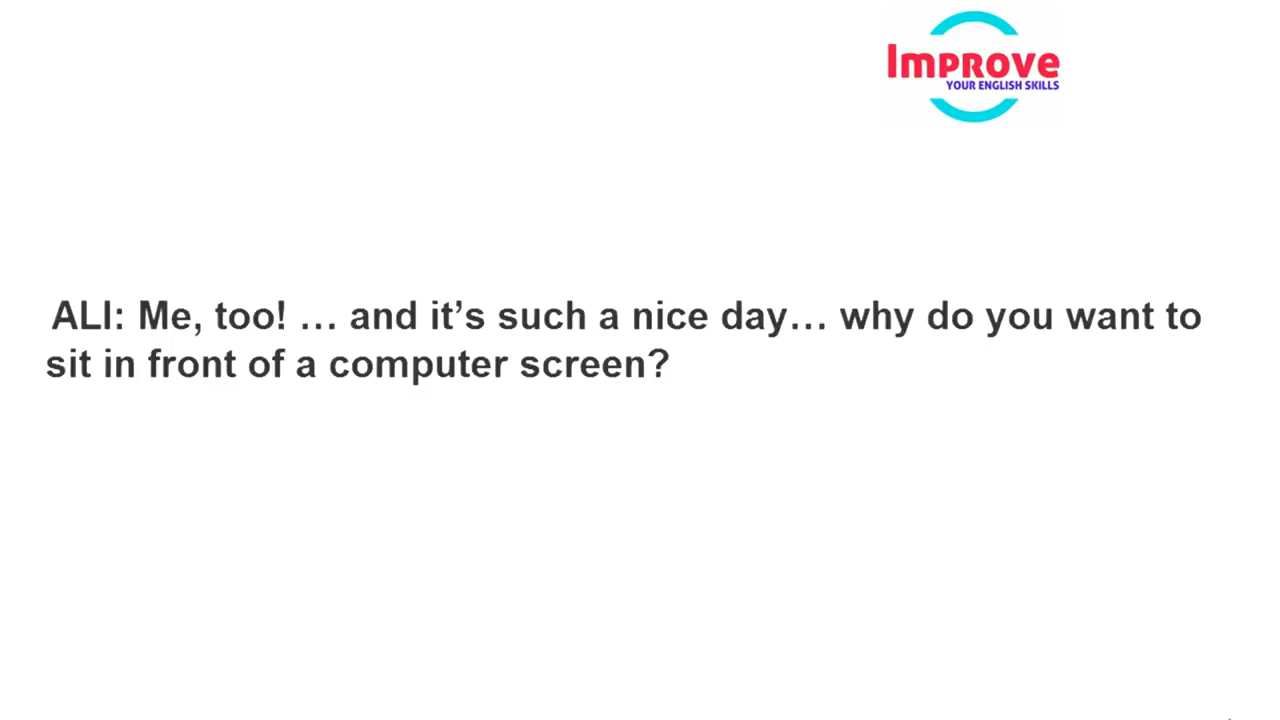 Improve
YOUR ENGLISH SKILLS
ALI: Me, too! … and it’s such a nice day… why do you want to
sit in front of a computer screen?